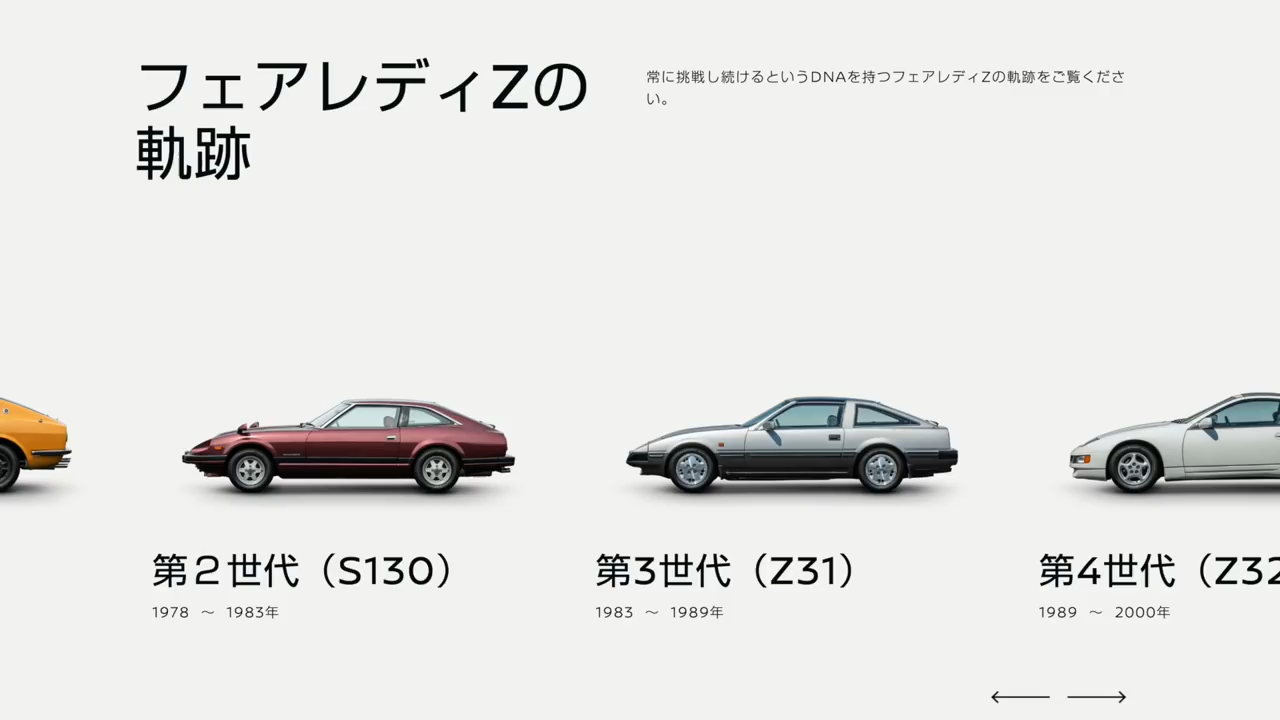 フェアレディZの
軌跡
常に挑戦し続けるというDNAを持つフェアレディZの軌跡をご覧くださ
い。
第２世代（S130）
1978 ～ 1983年
第3世代（Z31）
1983 ～ 1989年
第4世代（Z32
1989 ～ 2000年